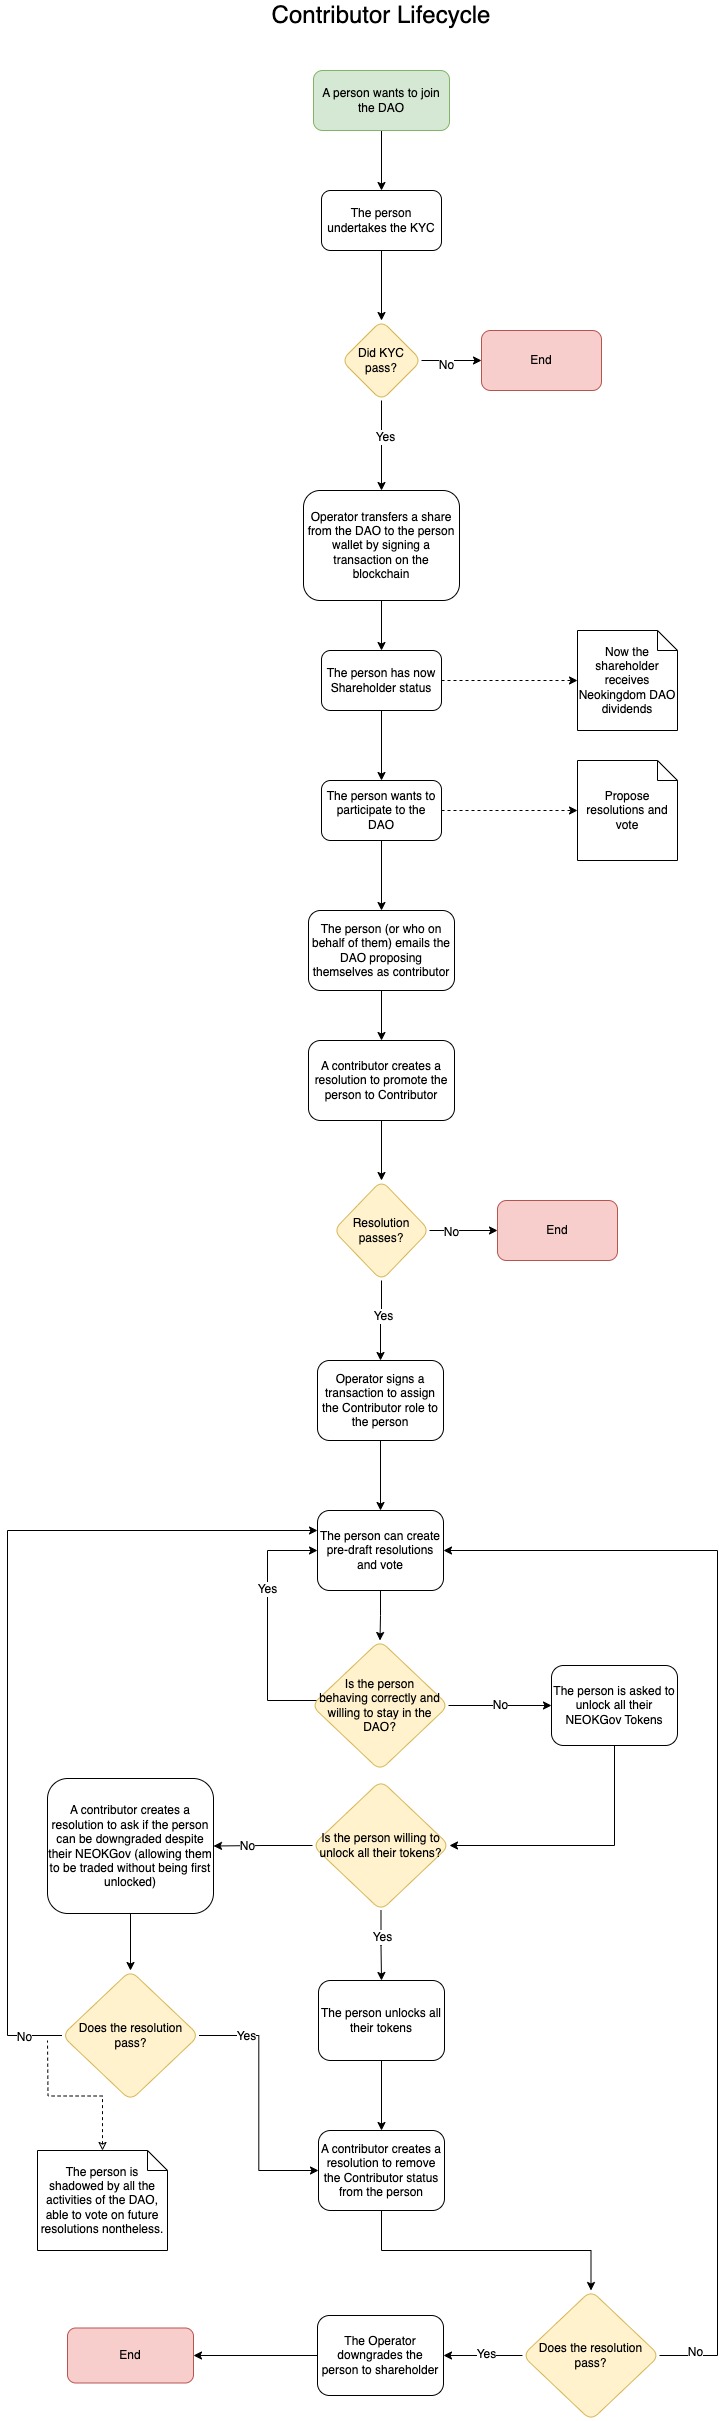 Contributor Lifecycle
A person wants to join
the DAO
The person
undertakes the KYC
Did KYC
pass?
No
End
Yes
Operator transfers a share
from the DAO to the person
wallet by signing a
transaction on the
blockchain
The person has now
Shareholder status
Now the
shareholder
receives
Neokingdom DAO
dividends
The person wants to
participate to the
DAO
Propose
resolutions and
vote
The person (or who on
behalf of them) emails the
DAO proposing
themselves as contributor
A contributor creates a
resolution to promote the
person to Contributor
Resolution
passes?
No
End
Yes
Operator signs a
transaction to assign
the Contributor role to
the person
The person can create
pre-draft resolutions
and vote
Yes
Is the person
behaving correctly and
willing to stay in the
DAO?
No
The person is asked to
unlock all their
NEOKGov Tokens
Is the person willing to
unlock all their tokens?
No
A contributor creates a
resolution to ask if the person
can be downgraded despite
their NEOKGov (allowing them
to be traded without being first
unlocked)
Yes
The person unlocks all
their tokens
Does the resolution
pass?
No
Yes
The person is
shadowed by all the
activities of the DAO,
able to vote on future
resolutions nontheless.
A contributor creates a
resolution to remove
the Contributor status
from the person
Does the resolution
pass?
No
Yes
The Operator
downgrades the
person to shareholder
End